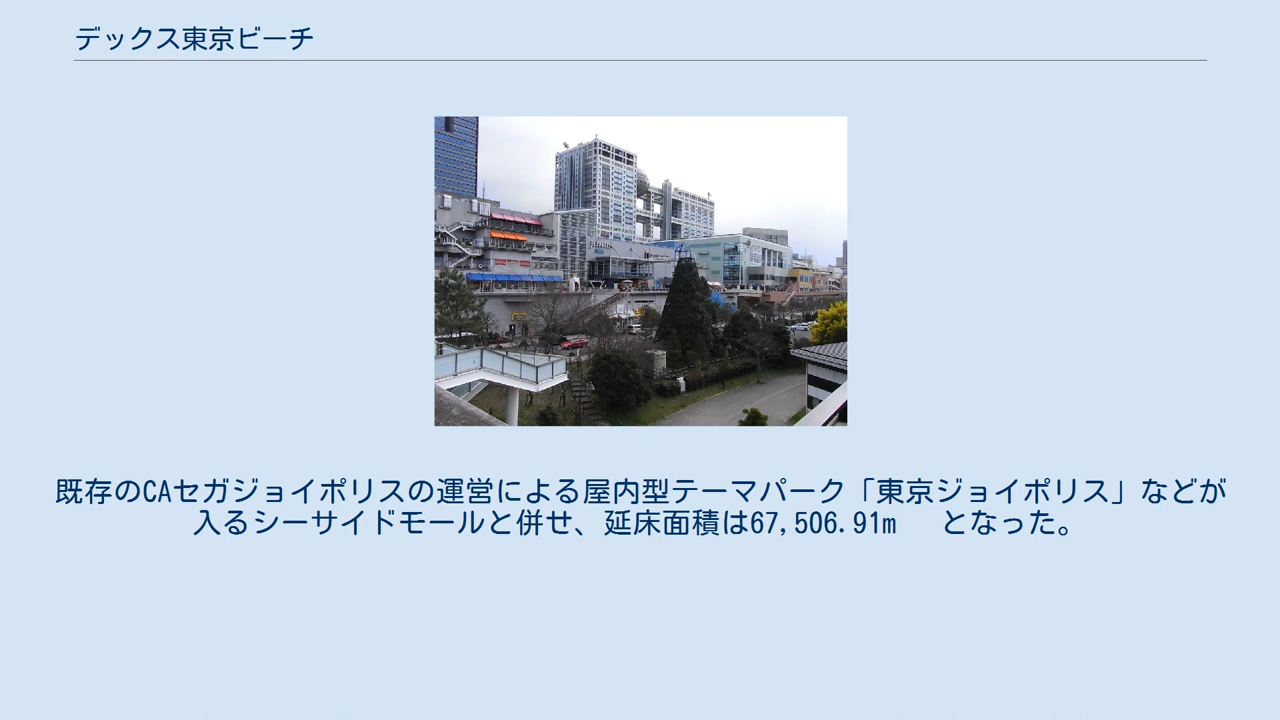 デックス東京ビーチ
既存のCAセガジョイポリスの運営による屋内型テーマパーク「東京ジョイポリス」などが
入るシーサイドモールと併せ、延床面積は67,506.91m　となった。